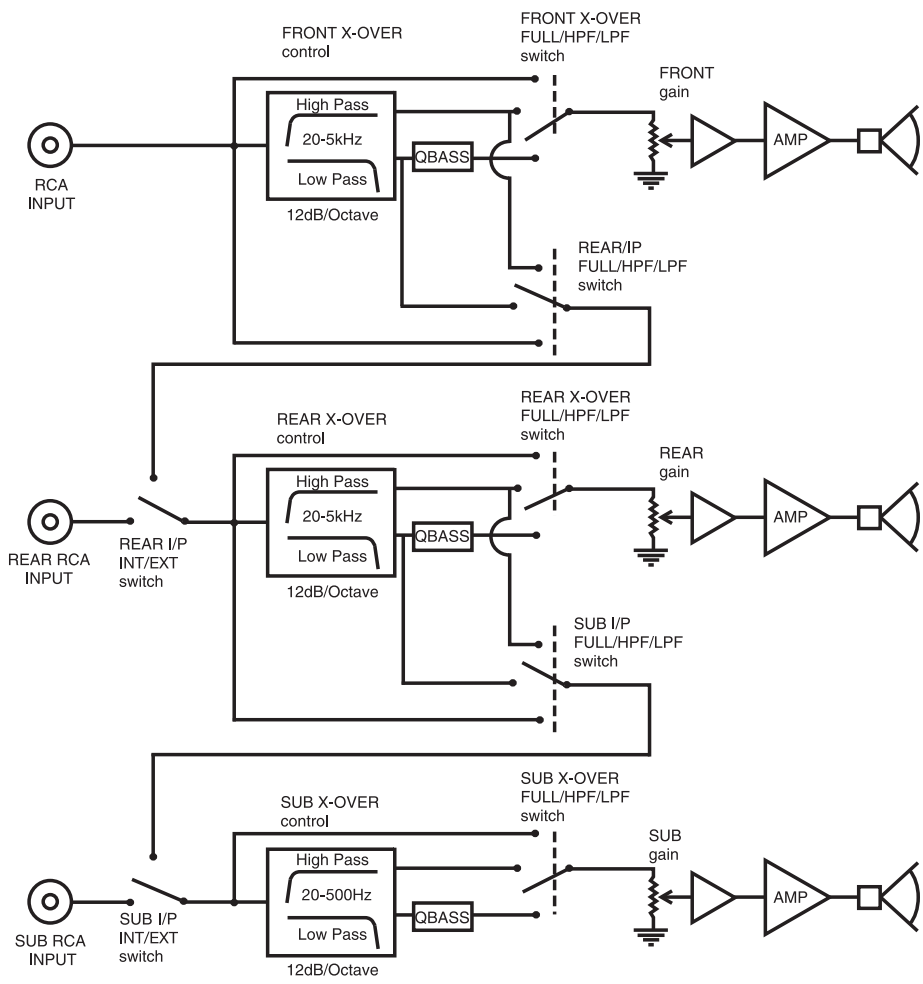 FRONT X-OVER
control
FRONT X-OVER
FULL/HPF/LPF
switch
FRONT
gain
High Pass
20-5kHz
Low Pass
12dB/Octave
QBASS
AMP
RCA
INPUT
REAR/IP
FULL/HPF/LPF
switch
REAR X-OVER
control
REAR X-OVER
FULL/HPF/LPF
switch
REAR
gain
High Pass
20-5kHz
Low Pass
12dB/Octave
QBASS
AMP
REAR RCA
INPUT
REAR I/P
INT/EXT
switch
SUB I/P
FULL/HPF/LPF
switch
SUB X-OVER
control
SUB X-OVER
FULL/HPF/LPF
switch
SUB
gain
High Pass
20-500Hz
Low Pass
12dB/Octave
QBASS
AMP
SUB RCA
INPUT
SUB I/P
INT/EXT
switch